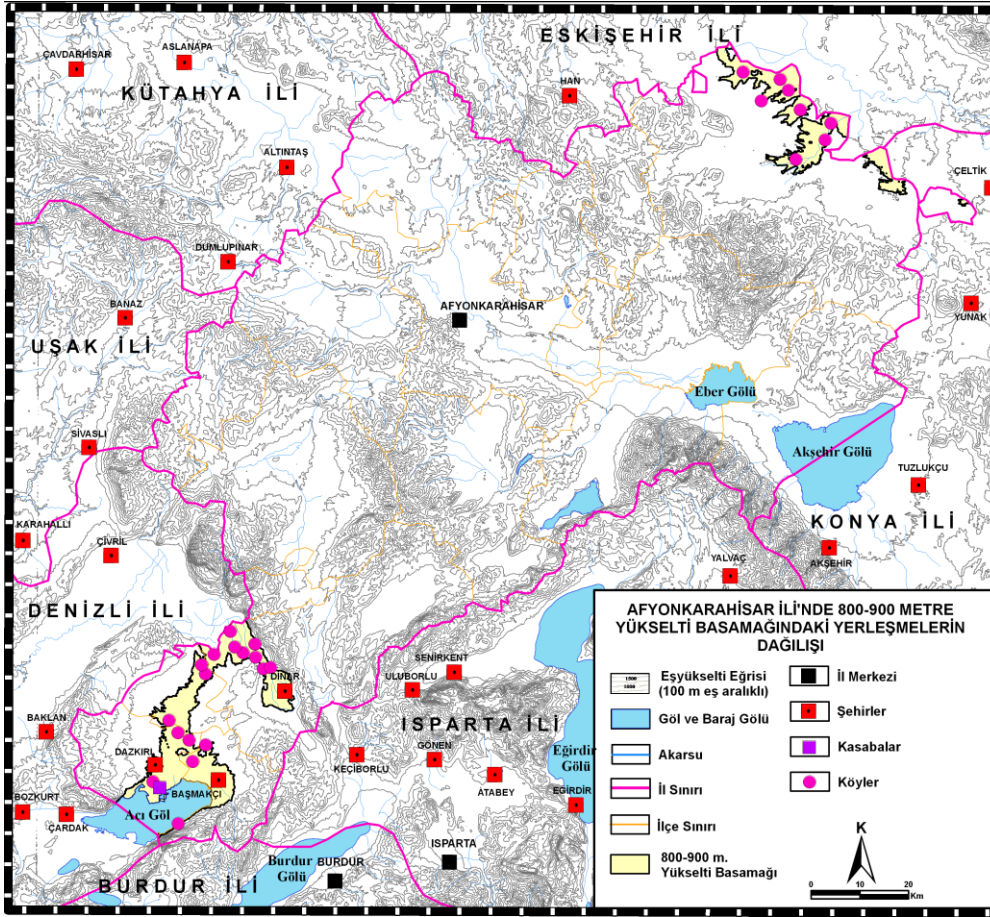 ESKİŞEHİR İLİ
ASLANAPA
ÇAVDARHİSAR
HAN
KÜTAHYA İLİ
ALTINTAŞ
ÇELTİK
DUMLUPINAR
BANAZ
AFYONKARAHİSAR
YUNAK
UŞAK İLİ
Eber Gölü
SİVASLI
Akşehir Gölü
TUZLUKÇU
KARAHALLI
KONYA İLİ
ÇİVRİL
YALVAÇ
AKŞEHİR
DENİZLİ İLİ
SENİRKENT
ULUBORLU
DİNER
ISPARTA İLİ
BAKLAN
GÖNEN
Eğirdir
Gölü
DAZKIRI
KEÇİBORLU
ATABEY
BAŞMAKÇI
EĞİRDİR
BOZKURT
ÇARDAK
Acı Göl
ISPARTA
Burdur
Gölü
BURDUR
BURDUR İLİ
AFYONKARAHİSAR İLİ'NDE 800-900 METRE
YÜKSELTİ BASAMAĞINDAKİ YERLEŞMELERİN
DAĞILIŞI
Eşyükselti Eğrisi
(100 m eş aralıklı)
Göl ve Baraj Gölü
Akarsu
İl Sınırı
İlçe Sınırı
800-900 m.
Yükselti Basamağı
İl Merkezi
Şehirler
Kasabalar
Köyler
K
0 10 20
Km